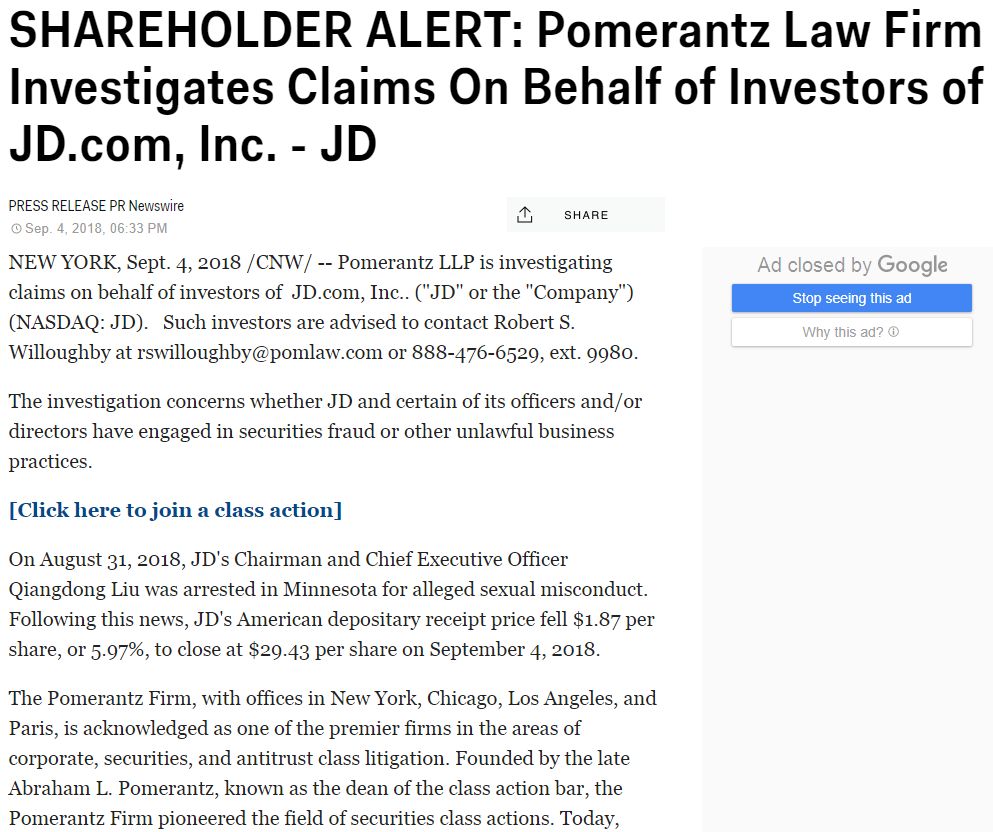 SHAREHOLDER ALERT: Pomerantz Law Firm
Investigates Claims On Behalf of Investors of
JD.com, Inc. - JD
PRESS RELEASE PR Newswire
Sep. 4, 2018, 06:33 PM
SHARE
NEW YORK, Sept. 4, 2018 /CNW/ -- Pomerantz LLP is investigating
claims on behalf of investors of  JD.com, Inc.. ("JD" or the "Company")
(NASDAQ: JD).   Such investors are advised to contact Robert S.
Willoughby at rswilloughby@pomlaw.com or 888-476-6529, ext. 9980.
The investigation concerns whether JD and certain of its officers and/or
directors have engaged in securities fraud or other unlawful business
practices.
[Click here to join a class action]
On August 31, 2018, JD's Chairman and Chief Executive Officer
Qiangdong Liu was arrested in Minnesota for alleged sexual misconduct.
Following this news, JD's American depositary receipt price fell $1.87 per
share, or 5.97%, to close at $29.43 per share on September 4, 2018.
The Pomerantz Firm, with offices in New York, Chicago, Los Angeles, and
Paris, is acknowledged as one of the premier firms in the areas of
corporate, securities, and antitrust class litigation. Founded by the late
Abraham L. Pomerantz, known as the dean of the class action bar, the
Pomerantz Firm pioneered the field of securities class actions. Today,
Ad closed by Google
Stop seeing this ad
Why this ad?